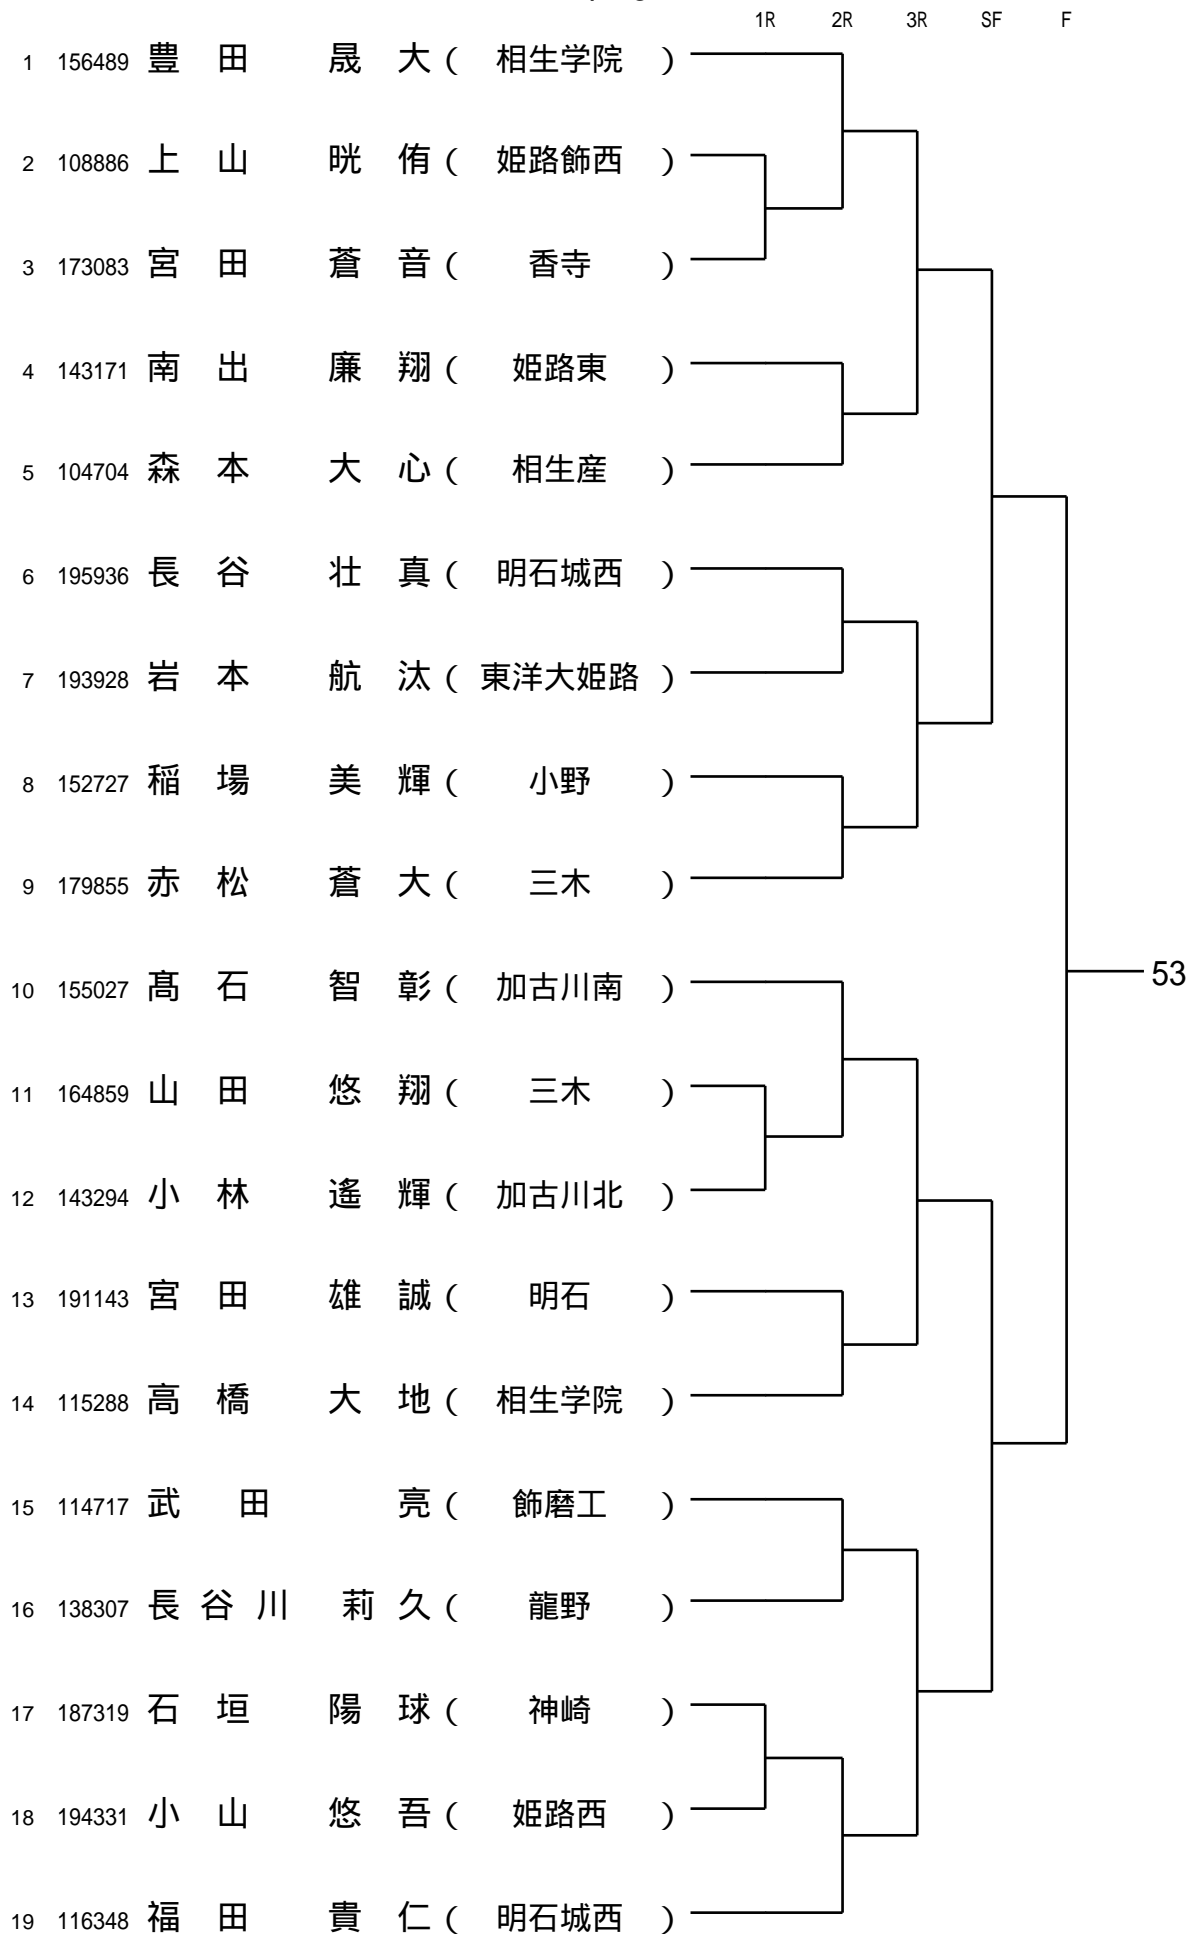 1R 2R 3R SF F
1 156489 豊 田 晟 大 ( 相生学院 )
2 108886 上 山 晄 侑 ( 姫路飾西 )
3 173083 宮 田 蒼 音 ( 香寺 )
4 143171 南 出 廉 翔 ( 姫路東 )
5 104704 森 本 大 心 ( 相生産 )
6 195936 長 谷 壮 真 ( 明石城西 )
7 193928 岩 本 航 汰 ( 東洋大姫路 )
8 152727 稲 場 美 輝 ( 小野 )
9 179855 赤 松 蒼 大 ( 三木 )
53
10 155027 髙 石 智 彰 ( 加古川南 )
11 164859 山 田 悠 翔 ( 三木 )
12 143294 小 林 遙 輝 ( 加古川北 )
13 191143 宮 田 雄 誠 ( 明石 )
14 115288 高 橋 大 地 ( 相生学院 )
15 114717 武 田 亮 ( 飾磨工 )
16 138307 長 谷 川 莉 久 ( 龍野 )
17 187319 石 垣 陽 球 ( 神崎 )
18 194331 小 山 悠 吾 ( 姫路西 )
19 116348 福 田 貴 仁 ( 明石城西 )